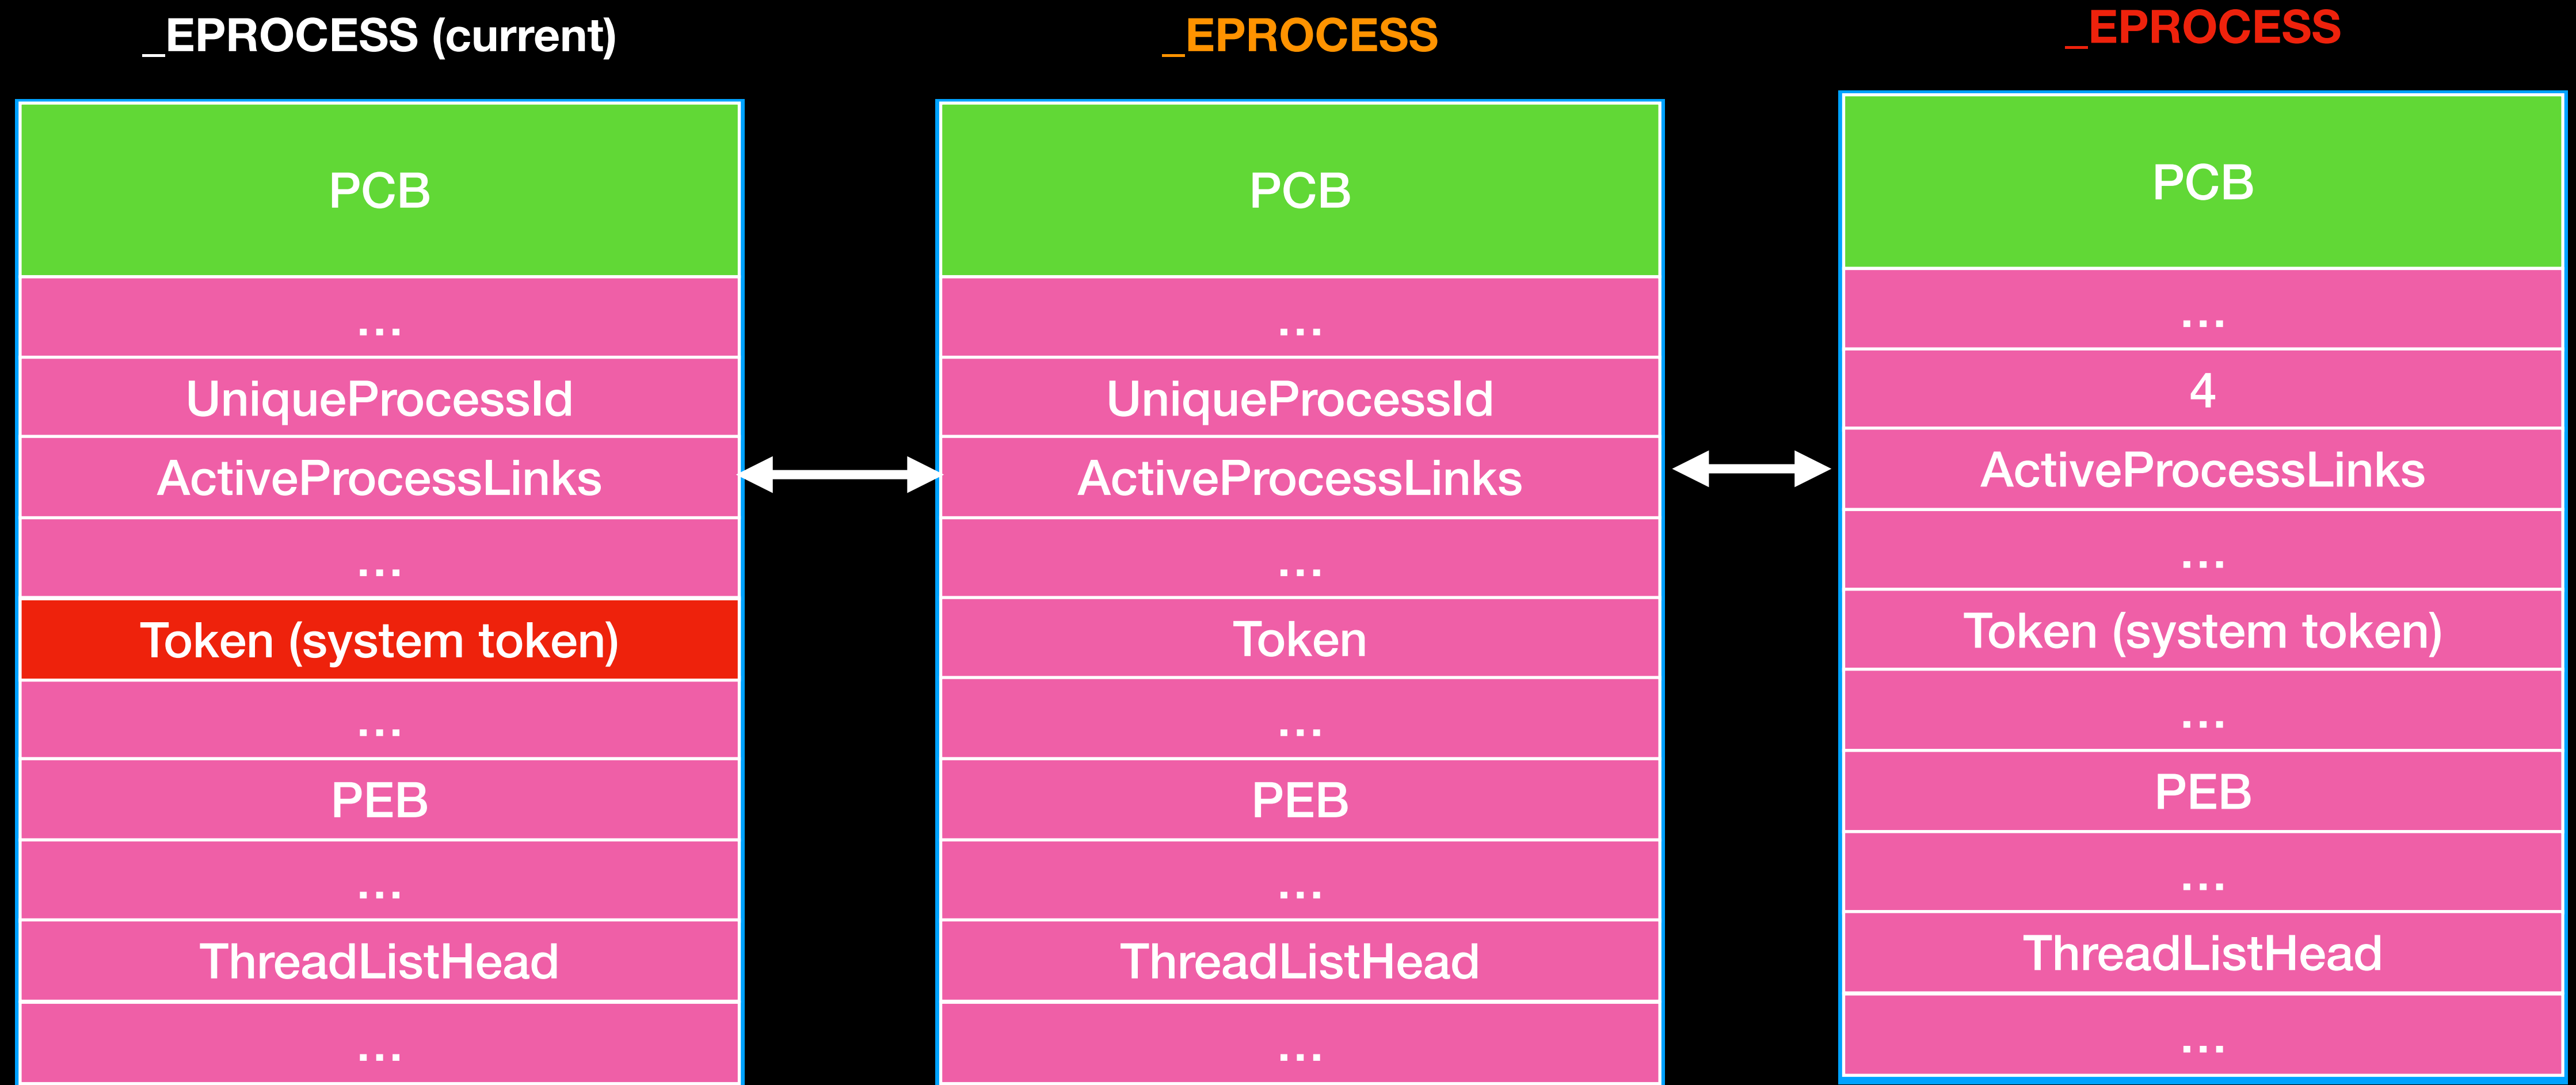 _EPROCESS (current)
PCB
...
UniqueProcessId
ActiveProcessLinks
...
Token (system token)
...
PEB
...
ThreadListHead
...
_EPROCESS
PCB
...
UniqueProcessId
ActiveProcessLinks
...
Token
...
PEB
...
ThreadListHead
...
_EPROCESS
PCB
...
4
ActiveProcessLinks
...
Token (system token)
...
PEB
...
ThreadListHead
...